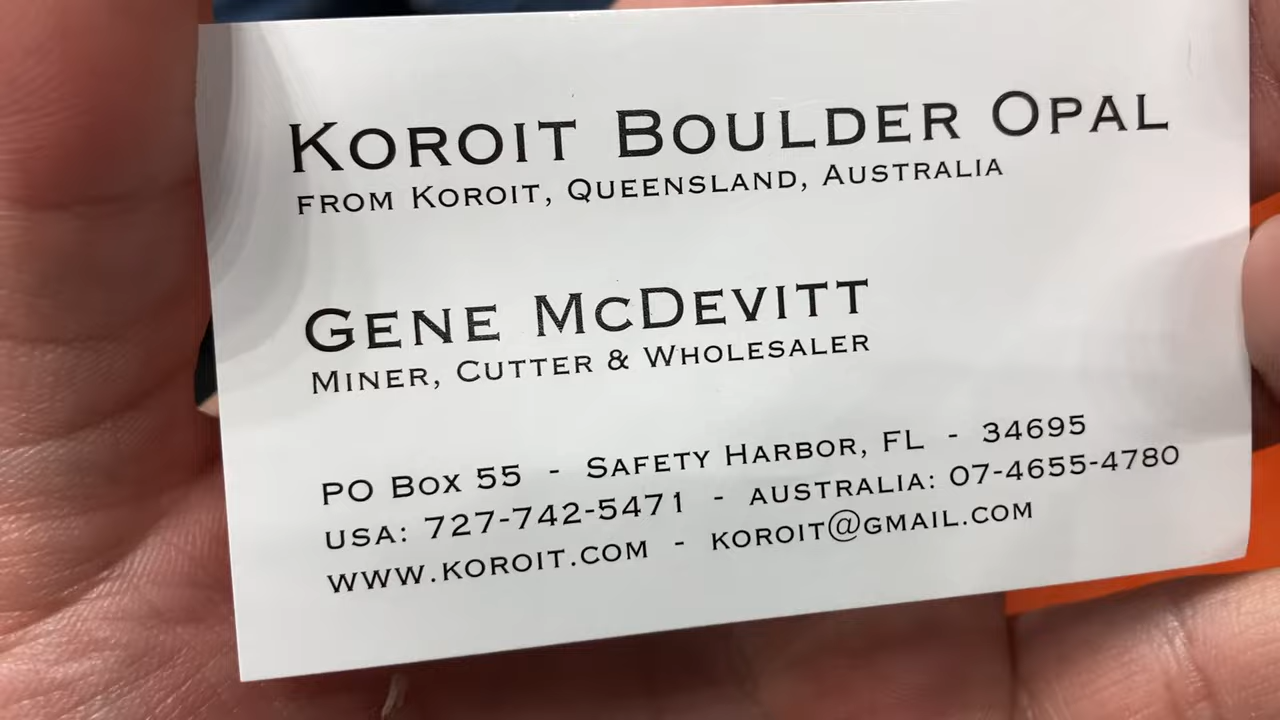 Koroit Boulder Opal
from Koroit, Queensland, Australia
Gene McDevitt
Miner, Cutter & Wholesaler
PO Box 55 - Safety Harbor, FL - 34695
USA: 727-742-5471 - Australia: 07-4655-4780
www.koroit.com - koroit@gmail.com